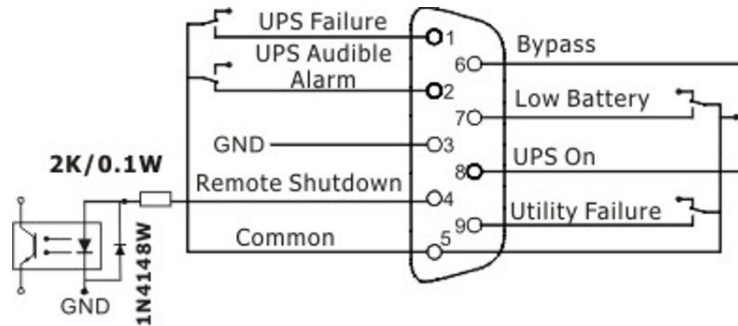 UPS Failure
1
Bypass
6
UPS Audible
Alarm
2
Low Battery
7
GND
3
UPS On
8
2K/0.1W
Remote Shutdown
4
Utility Failure
9
Common
5
1N4148W
GND